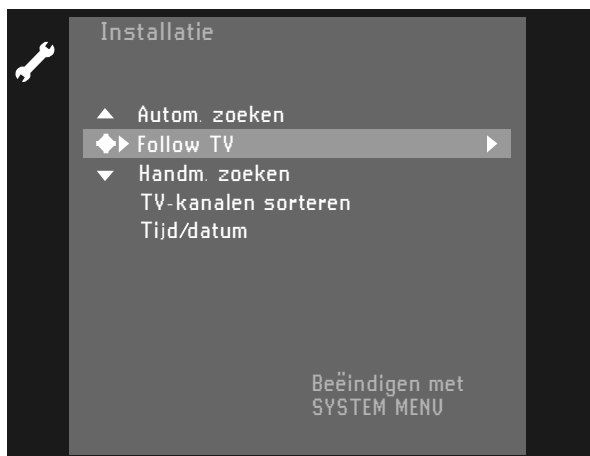 Installatie
Autom. zoeken
Follow TV
Handm. zoeken
TV-kanalen sorteren
Tijd/datum
Beëindigen met
SYSTEM MENU